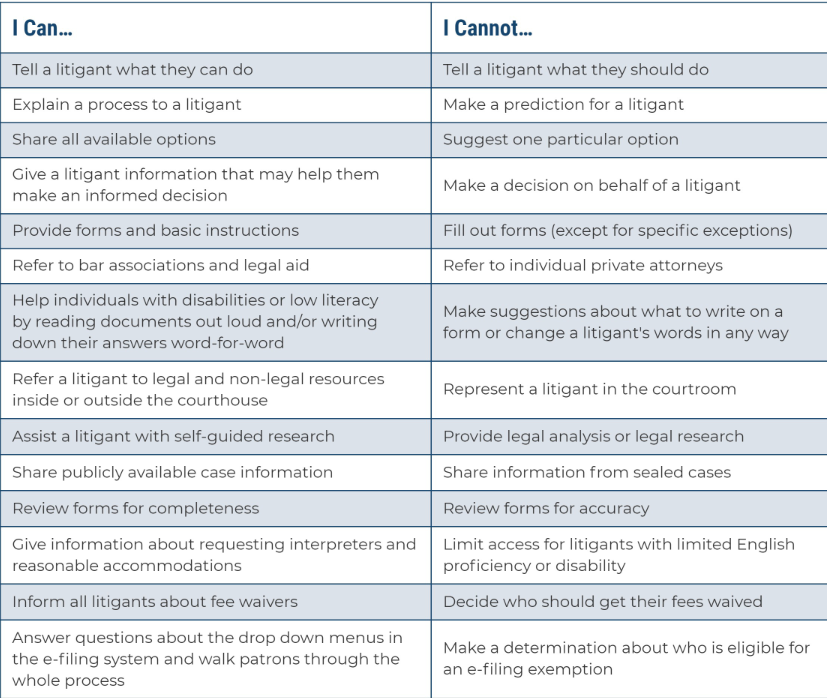 I Can...
I Cannot...
Tell a litigant what they can do
Tell a litigant what they should do
Explain a process to a litigant
Make a prediction for a litigant
Share all available options
Suggest one particular option
Give a litigant information that may help them
make an informed decision
Make a decision on behalf of a litigant
Provide forms and basic instructions
Fill out forms (except for specific exceptions)
Refer to bar associations and legal aid
Refer to individual private attorneys
Help individuals with disabilities or low literacy
by reading documents out loud and/or writing
down their answers word-for-word
Make suggestions about what to write on a
form or change a litigant's words in any way
Refer a litigant to legal and non-legal resources
inside or outside the courthouse
Represent a litigant in the courtroom
Assist a litigant with self-guided research
Provide legal analysis or legal research
Share publicly available case information
Share information from sealed cases
Review forms for completeness
Review forms for accuracy
Give information about requesting interpreters and
reasonable accommodations
Limit access for litigants with limited English
proficiency or disability
Inform all litigants about fee waivers
Decide who should get their fees waived
Answer questions about the drop down menus in
the e-filing system and walk patrons through the
whole process
Make a determination about who is eligible for
an e-filing exemption